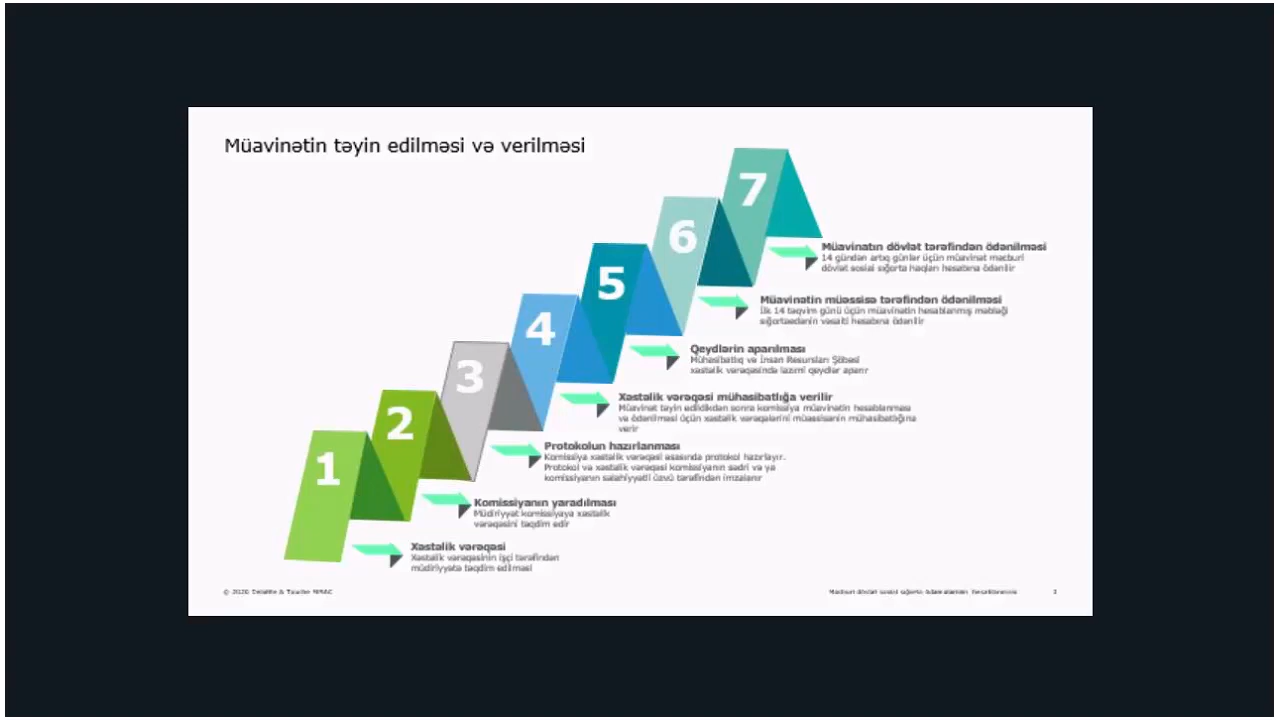 Müavinətin təyin edilməsi və verilməsi
7
Müavinatın dövlət tərəfindən ödənilməsi
14 gündən artıq günlər üçün müavinət məcburi
dövlət sosial sığorta haqları hesabına ödənilir
6
Müavinətin müəssisə tərəfindən ödənilməsi
İlk 14 təqvim günü üçün müavinətin hesablanmış məbləği
sığortaedənin vəsaiti hesabına ödənilir
5
Qeydlərin aparılması
Mühasibatlıq və İnsan Resursları Şöbəsi
xəstəlik vərəqəsində lazımi qeydlər aparır
4
Xəstəlik vərəqəsi mühasibatlığa verilir
Müavinət təyin edildikdən sonra komissiya müavinətin hesablanması
və ödənilməsi üçün xəstəlik vərəqələrini müəssisənin mühasibatlığına
verir
3
Protokolun hazırlanması
Komissiya xəstəlik vərəqəsi əsasında protokol hazırlayır.
Protokol və xəstəlik vərəqəsi komissiyanın sədri və ya
komissiyanın səlahiyyətli üzvü tərəfindən imzalanır
2
Komissiyanın yaradılması
Müdiriyyət komissiyaya xəstəlik
vərəqəsini təqdim edir
1
Xəstəlik vərəqəsi
Xəstəlik vərəqəsinin işçi tərəfindən
müdiriyyətə təqdim edilməsi
© 2020 Deloitte & Touche
Məcburi dövlət sosial sığorta ödəmələrinin hesablanması